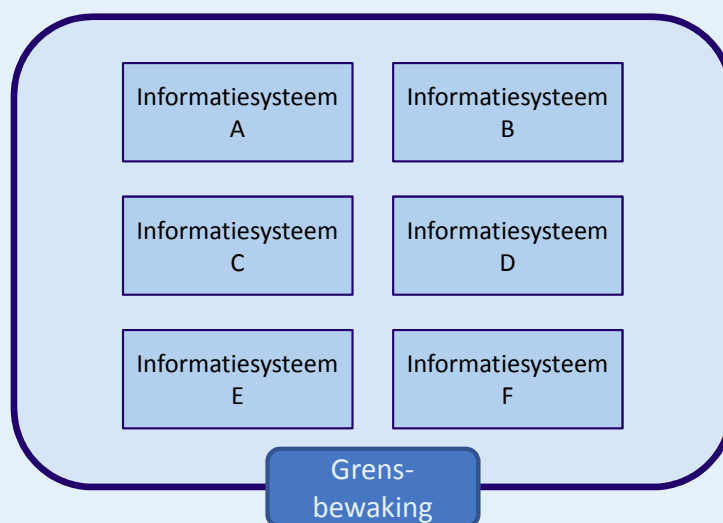 Informatiesysteem
A
Informatiesysteem
B
Informatiesysteem
C
Informatiesysteem
D
Informatiesysteem
E
Informatiesysteem
F
Grens-
bewaking